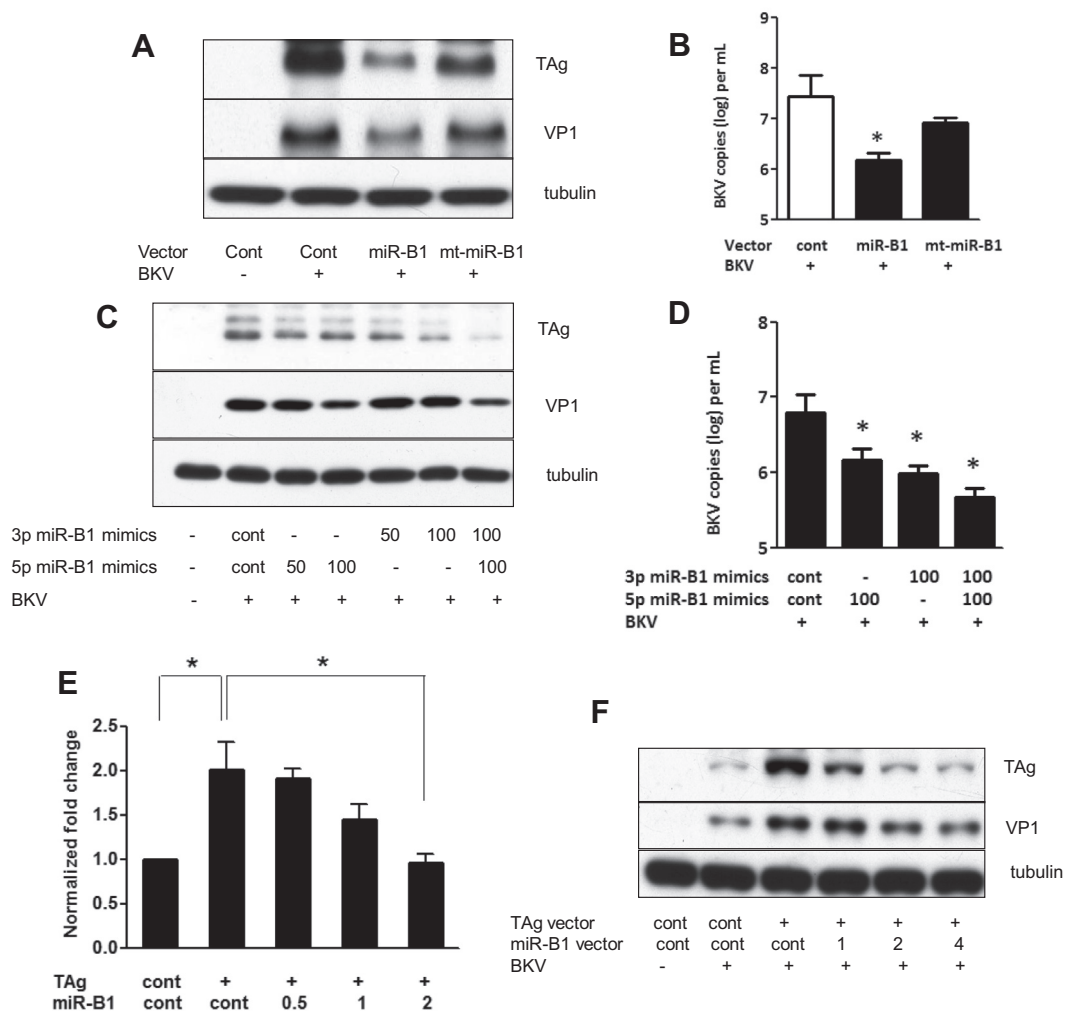 A
TAg
VP1
tubulin
Vector Cont Cont miR-B1 mt-miR-B1
BKV - + + +
B
BKV copies (log) per mL
9
8
7
6
5
*
Vector cont miR-B1 mt-miR-B1
BKV + + +
C
TAg
VP1
tubulin
3p miR-B1 mimics - cont - - 50 100 100
5p miR-B1 mimics - cont 50 100 - - 100
BKV - + + + + + +
D
BKV copies (log) per mL
8
7
6
5
* * *
3p miR-B1 mimics cont - 100 100
5p miR-B1 mimics cont 100 - 100
BKV + + + +
E
* *
Normalized fold change
2.5
2.0
1.5
1.0
0.5
0.0
TAg cont + + + +
miR-B1 cont cont 0.5 1 2
F
TAg
VP1
tubulin
TAg vector cont cont + + + +
miR-B1 vector cont cont cont 1 2 4
BKV - + + + + +